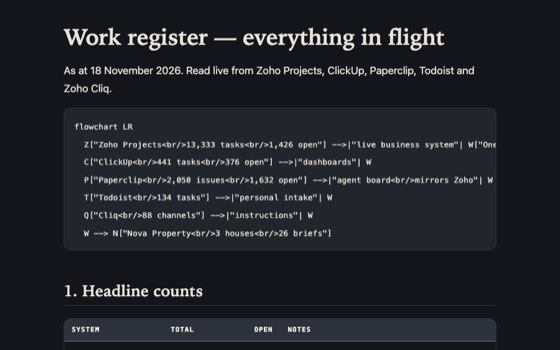 Work register — everything in flight
As at 18 November 2026. Read live from Zoho Projects, ClickUp, Paperclip, Todoist and
Zoho Cliq.
flowchart LR
Z["Zoho Projects<br/>13,333 tasks<br/>1,426 open"] -->|"live business system"| W["One
C["ClickUp<br/>441 tasks<br/>376 open"] -->|"dashboards"| W
P["Paperclip<br/>2,050 issues<br/>1,632 open"] -->|"agent board<br/>mirrors Zoho"| W
T["Todoist<br/>134 tasks"] -->|"personal intake"| W
Q["Cliq<br/>88 channels"] -->|"instructions"| W
W --> N["Nova Property<br/>3 houses<br/>26 briefs"]
1. Headline counts
SYSTEM TOTAL OPEN NOTES